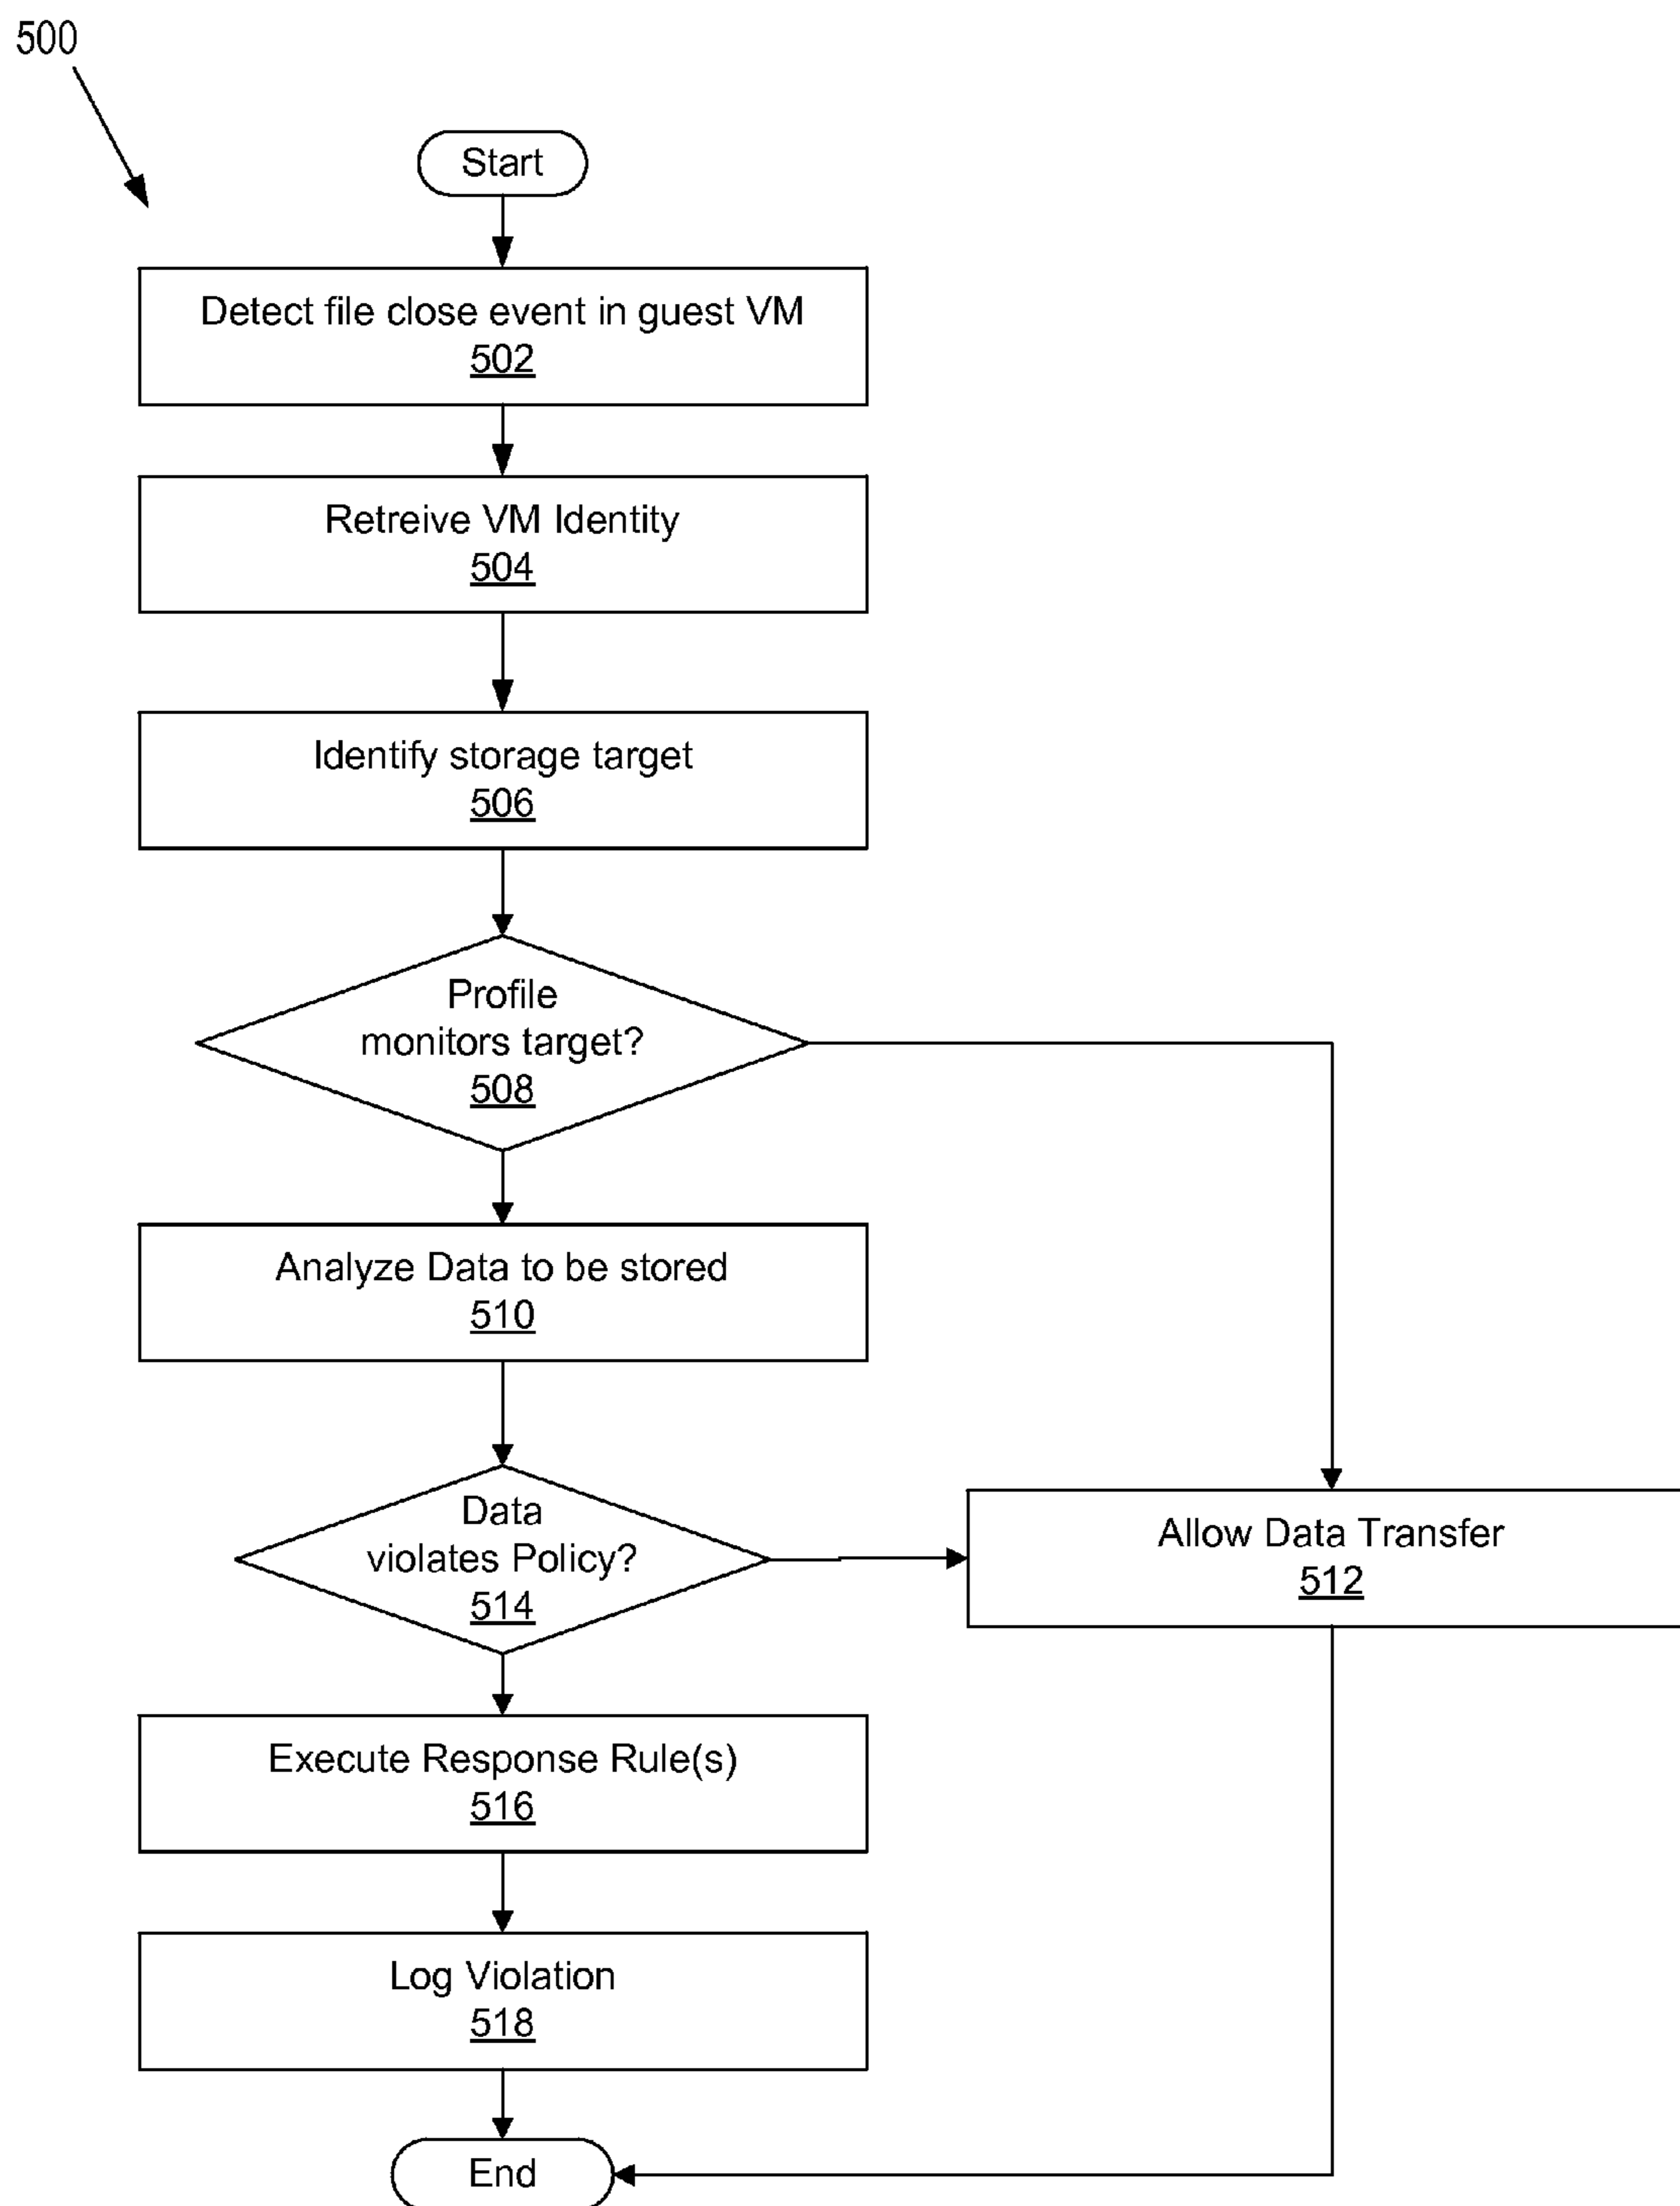 500
Start
Detect file close event in guest VM
502
Retreive VM Identity
504
Identify storage target
506
Profile
monitors target?
508
Analyze Data to be stored
510
Data
violates Policy?
514
Allow Data Transfer
512
Execute Response Rule(s)
516
Log Violation
518
End